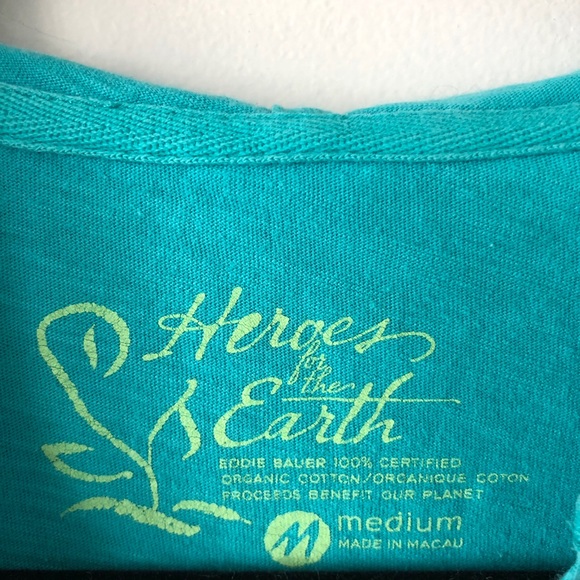 Heroes
for
the
Earth
EDDIE BAUER 100% CERTIFIED
ORGANIC COTTON/ORGANIQUE COTON
PROCEEDS BENEFIT OUR PLANET
M medium
MADE IN MACAU